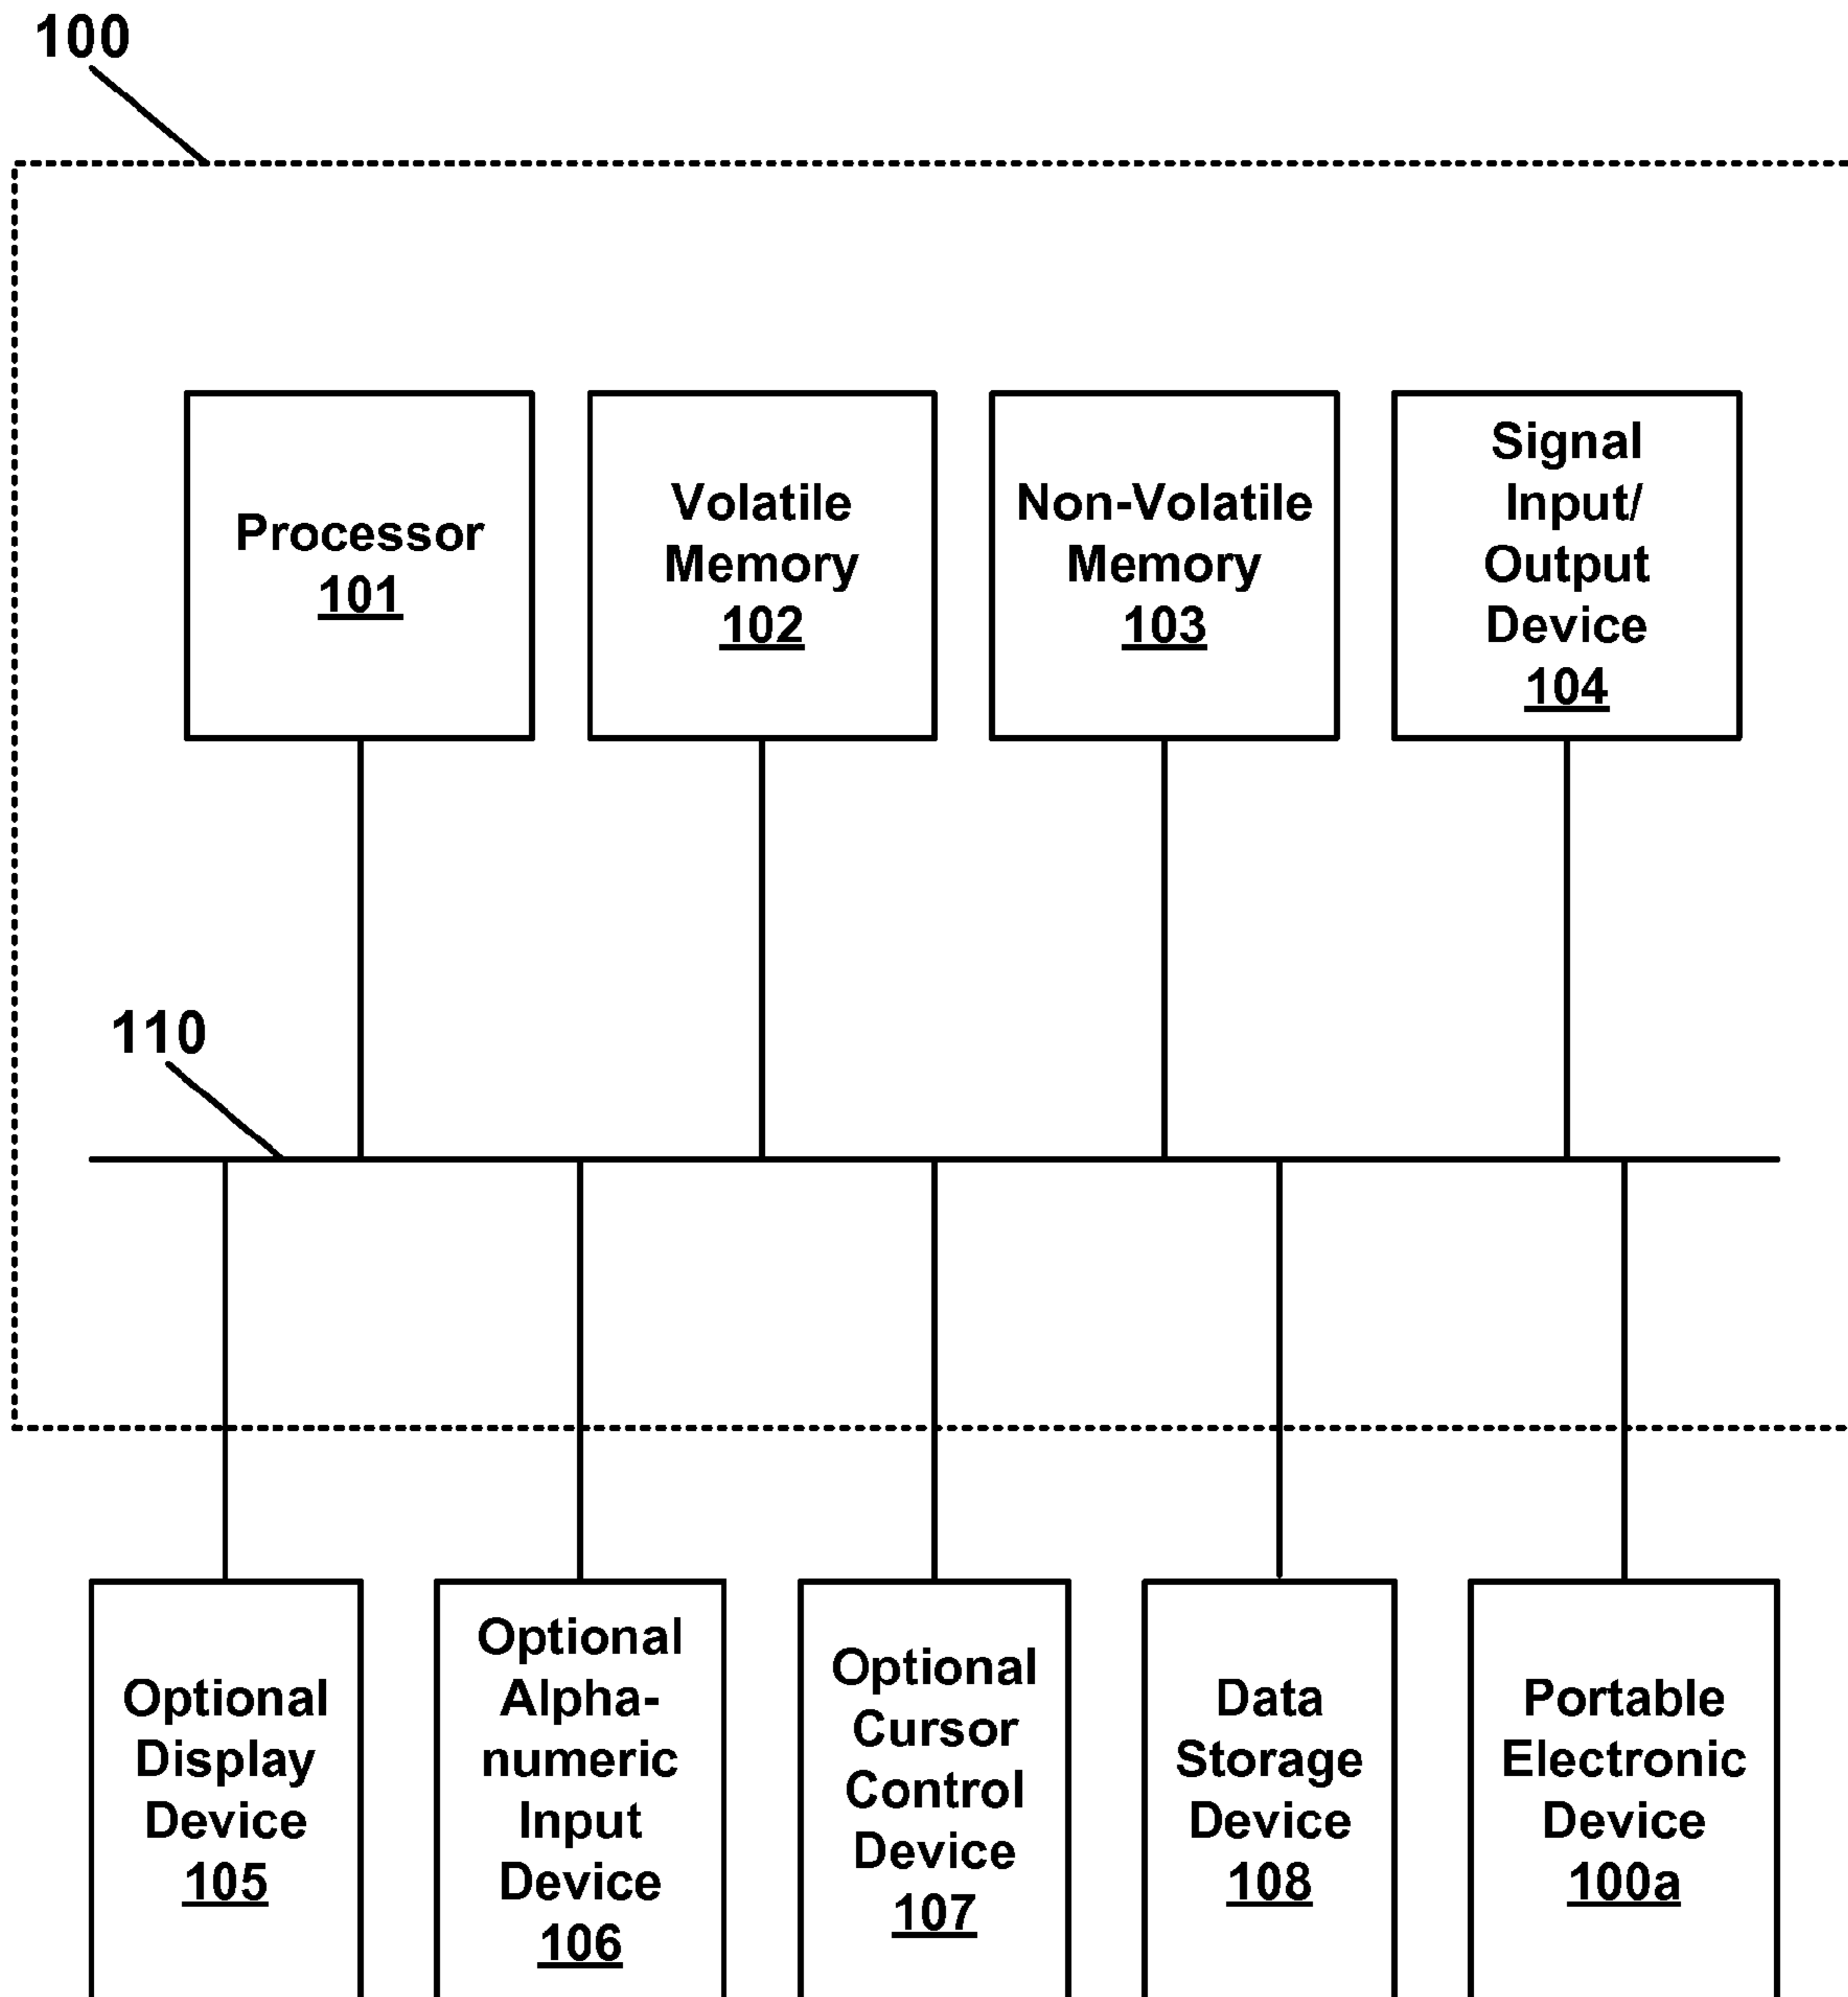 100
Processor
101
Volatile
Memory
102
Non-Volatile
Memory
103
Signal
Input/
Output
Device
104
110
Optional
Display
Device
105
Optional
Alpha-
numeric
Input
Device
106
Optional
Cursor
Control
Device
107
Data
Storage
Device
108
Portable
Electronic
Device
100a